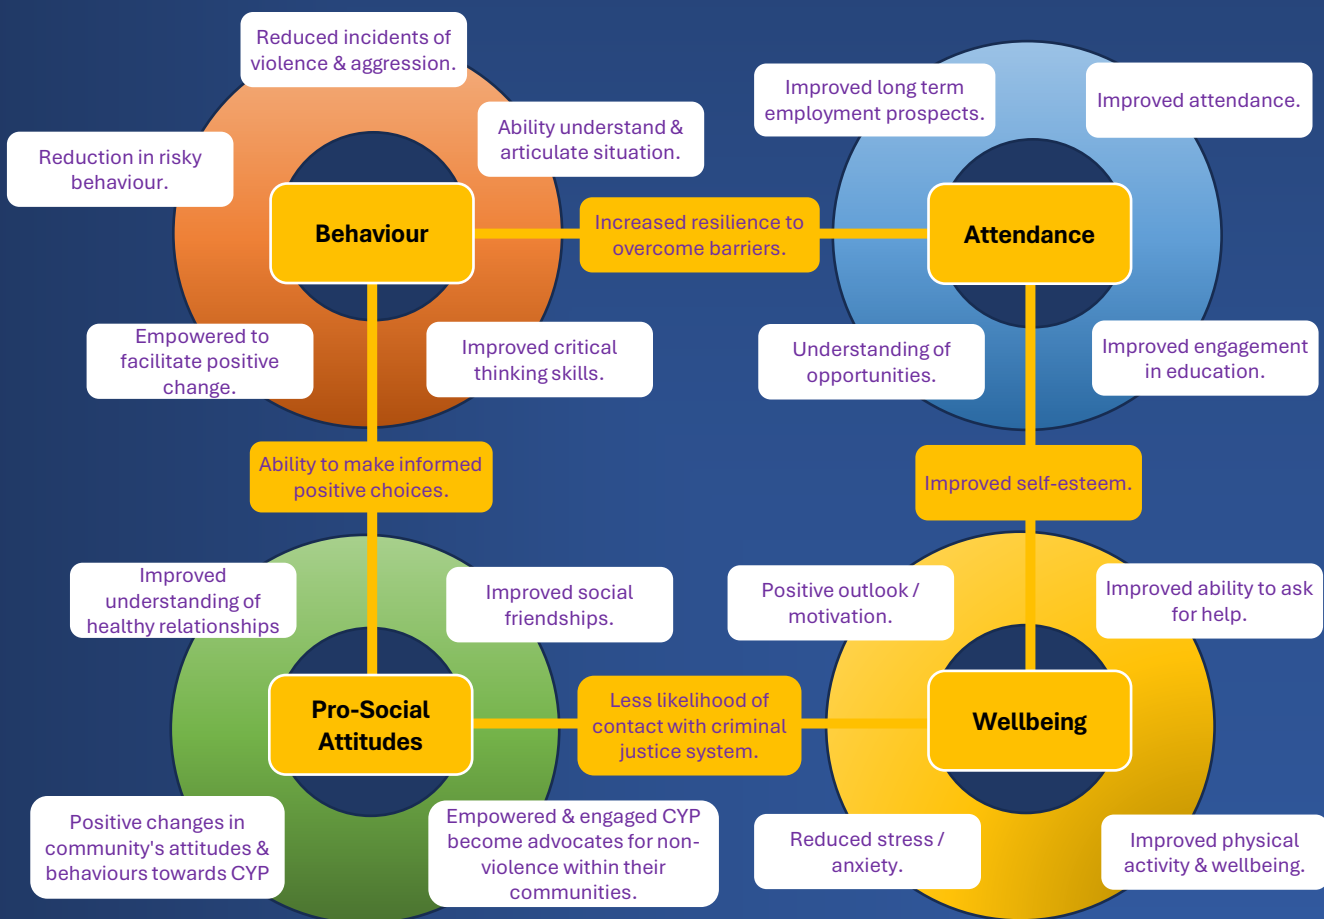 Reduced incidents of
violence & aggression.
Ability understand &
articulate situation.
Reduction in risky
behaviour.
Behaviour
Empowered to
facilitate positive
change.
Improved critical
thinking skills.
Increased resilience to
overcome barriers.
Improved long term
employment prospects.
Improved attendance.
Attendance
Understanding of
opportunities.
Improved engagement
in education.
Ability to make informed
positive choices.
Improved self-esteem.
Improved
understanding of
healthy relationships
Improved social
friendships.
Pro-Social
Attitudes
Positive changes in
community's attitudes &
behaviours towards CYP
Empowered & engaged CYP
become advocates for non-
violence within their
communities.
Less likelihood of
contact with criminal
justice system.
Positive outlook /
motivation.
Improved ability to ask
for help.
Wellbeing
Reduced stress /
anxiety.
Improved physical
activity & wellbeing.